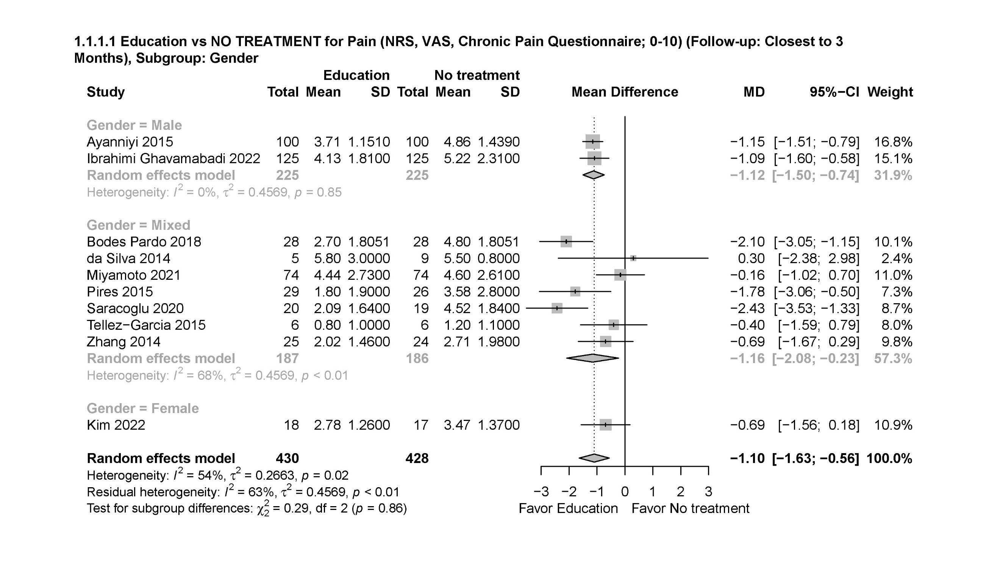 1.1.1.1 Education vs NO TREATMENT for Pain (NRS, VAS, Chronic Pain Questionnaire; 0-10) (Follow-up: Closest to 3
Months), Subgroup: Gender
Education No treatment
Study Total Mean SD Total Mean SD Mean Difference MD 95%−CI Weight
Gender = Male
Ayanniyi 2015 100 3.71 1.1510 100 4.86 1.4390 −1.15 [−1.51; −0.79] 16.8%
Ibrahimi Ghavamabadi 2022 125 4.13 1.8100 125 5.22 2.3100 −1.09 [−1.60; −0.58] 15.1%
Random effects model 225 225 −1.12 [−1.50; −0.74] 31.9%
Heterogeneity: I² = 0%, τ² = 0.4569, p = 0.85
Gender = Mixed
Bodes Pardo 2018 28 2.70 1.8051 28 4.80 1.8051 −2.10 [−3.05; −1.15] 10.1%
da Silva 2014 5 5.80 3.0000 9 5.50 0.8000 0.30 [−2.38; 2.98] 2.4%
Miyamoto 2021 74 4.44 2.7300 74 4.60 2.6100 −0.16 [−1.02; 0.70] 11.0%
Pires 2015 29 1.80 1.9000 26 3.58 2.8000 −1.78 [−3.06; −0.50] 7.3%
Saracoglu 2020 20 2.09 1.6400 19 4.52 1.8400 −2.43 [−3.53; −1.33] 8.7%
Tellez−Garcia 2015 6 0.80 1.0000 6 1.20 1.1000 −0.40 [−1.59; 0.79] 8.0%
Zhang 2014 25 2.02 1.4600 24 2.71 1.9800 −0.69 [−1.67; 0.29] 9.8%
Random effects model 187 186 −1.16 [−2.08; −0.23] 57.3%
Heterogeneity: I² = 68%, τ² = 0.4569, p < 0.01
Gender = Female
Kim 2022 18 2.78 1.2600 17 3.47 1.3700 −0.69 [−1.56; 0.18] 10.9%
Random effects model 430 428 −1.10 [−1.63; −0.56] 100.0%
Heterogeneity: I² = 54%, τ² = 0.2663, p = 0.02
Residual heterogeneity: I² = 63%, τ² = 0.4569, p < 0.01
−3 −2 −1 0 1 2 3
Test for subgroup differences: χ²₂ = 0.29, df = 2 (p = 0.86)
Favor Education Favor No treatment